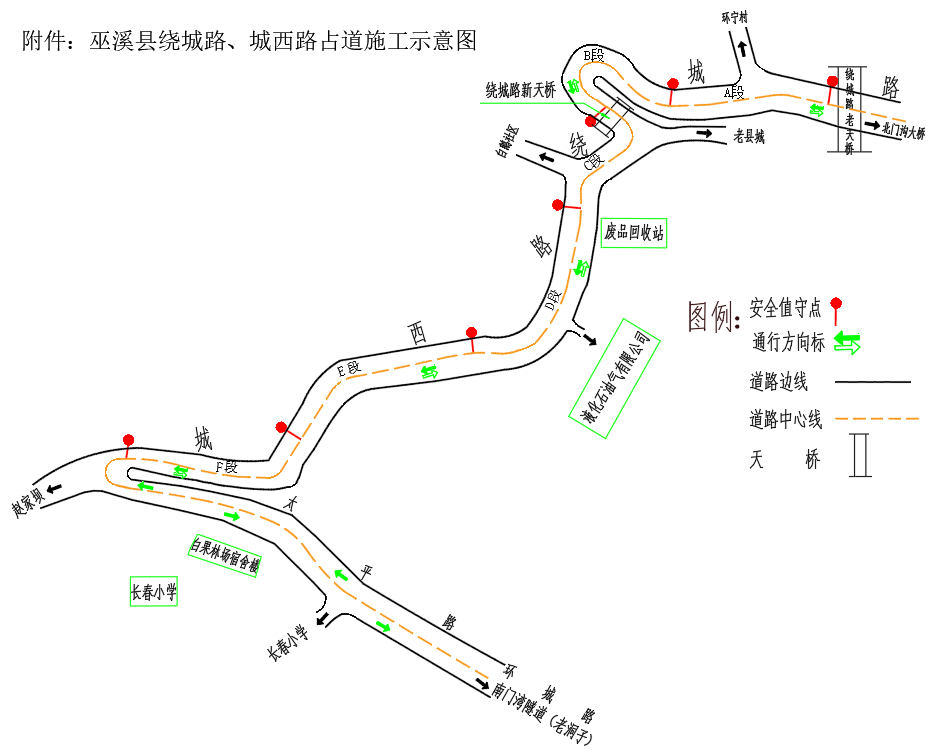 附件：巫溪县绕城路、城西路占道施工示意图
环宁村
B段
城
路
A段
绕城路老天桥
绕城路新天桥
北门沟大桥
老县城
白鹤社区
绕
C段
路
废品回收站
D段
西
液化石油气有限公司
E段
城
F段
赵家坝
太
平
路
白果林场宿舍楼
长春小学
长春小学
环
城
路
南门湾隧道（老洞子）
图例：
安全值守点
通行方向标
道路边线
道路中心线
天 桥